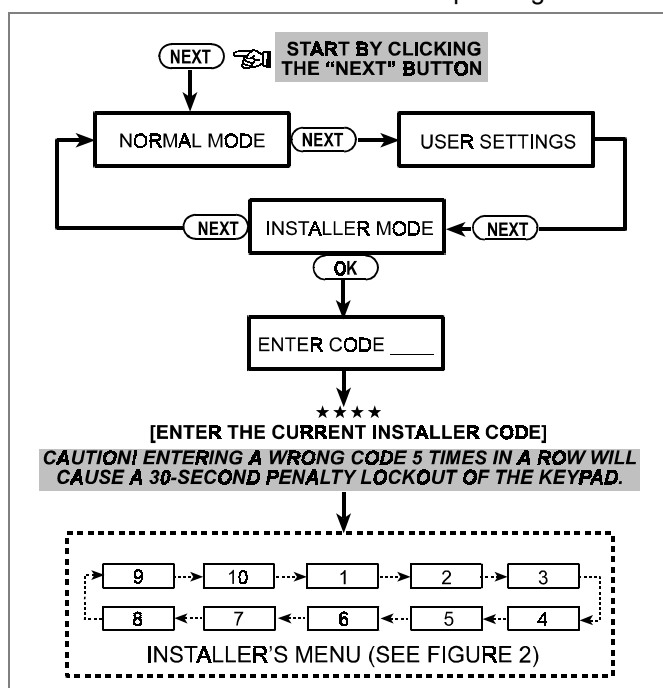 NEXT
START BY CLICKING
THE “NEXT” BUTTON
NORMAL MODE
NEXT
USER SETTINGS
NEXT
INSTALLER MODE
NEXT
OK
ENTER CODE ____
★★★★
[ENTER THE CURRENT INSTALLER CODE]
CAUTION! ENTERING A WRONG CODE 5 TIMES IN A ROW WILL
CAUSE A 30-SECOND PENALTY LOCKOUT OF THE KEYPAD.
9 10 1 2 3
8 7 6 5 4
INSTALLER’S MENU (SEE FIGURE 2)